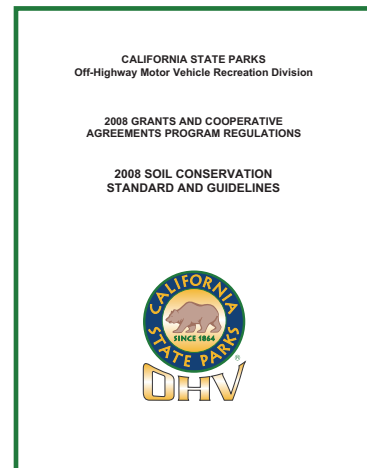 CALIFORNIA STATE PARKS
Off-Highway Motor Vehicle Recreation Division
2008 GRANTS AND COOPERATIVE
AGREEMENTS PROGRAM REGULATIONS
2008 SOIL CONSERVATION
STANDARD AND GUIDELINES
CALIFORNIA
SINCE 1864
STATE PARKS
OHV®